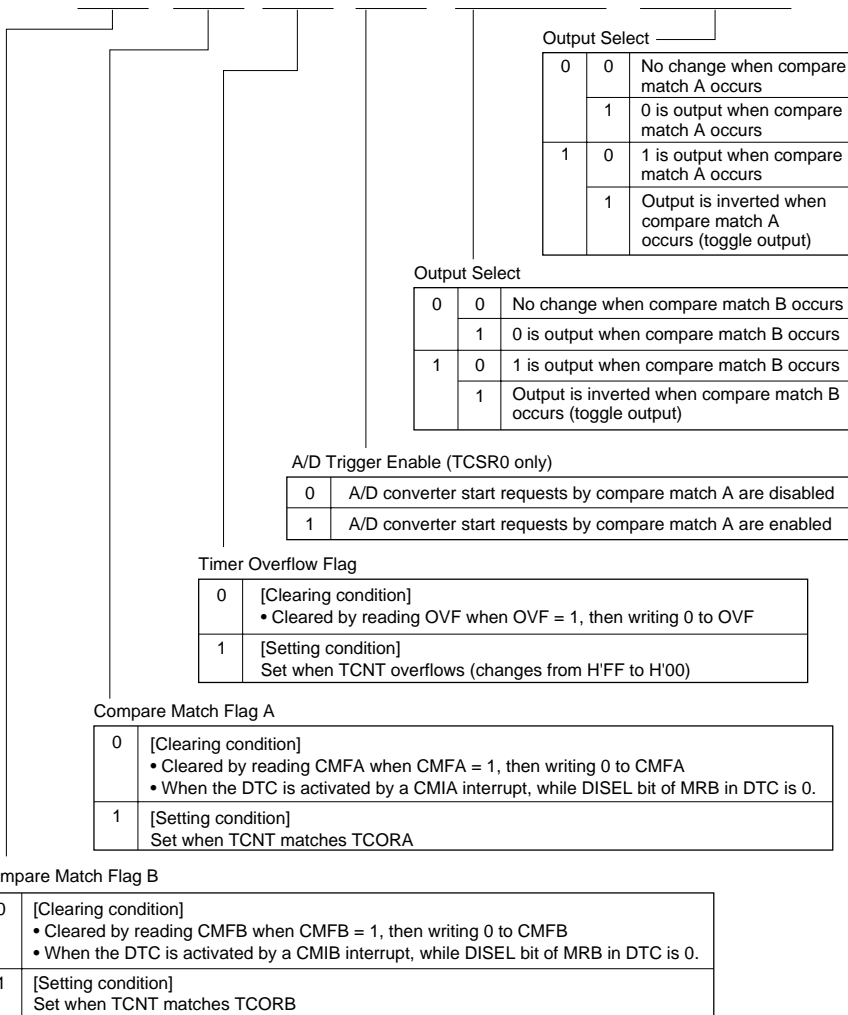 Output Select
0 0 No change when compare
match A occurs
1 0 is output when compare
match A occurs
1 0 1 is output when compare
match A occurs
1 Output is inverted when
compare match A
occurs (toggle output)
Output Select
0 0 No change when compare match B occurs
1 0 is output when compare match B occurs
1 0 1 is output when compare match B occurs
1 Output is inverted when compare match B
occurs (toggle output)
A/D Trigger Enable (TCSR0 only)
0 A/D converter start requests by compare match A are disabled
1 A/D converter start requests by compare match A are enabled
Timer Overflow Flag
0 [Clearing condition]
• Cleared by reading OVF when OVF = 1, then writing 0 to OVF
1 [Setting condition]
Set when TCNT overflows (changes from H'FF to H'00)
Compare Match Flag A
0 [Clearing condition]
• Cleared by reading CMFA when CMFA = 1, then writing 0 to CMFA
• When the DTC is activated by a CMIA interrupt, while DISEL bit of MRB in DTC is 0.
1 [Setting condition]
Set when TCNT matches TCORA
mpare Match Flag B
0 [Clearing condition]
• Cleared by reading CMFB when CMFB = 1, then writing 0 to CMFB
• When the DTC is activated by a CMIB interrupt, while DISEL bit of MRB in DTC is 0.
1 [Setting condition]
Set when TCNT matches TCORB